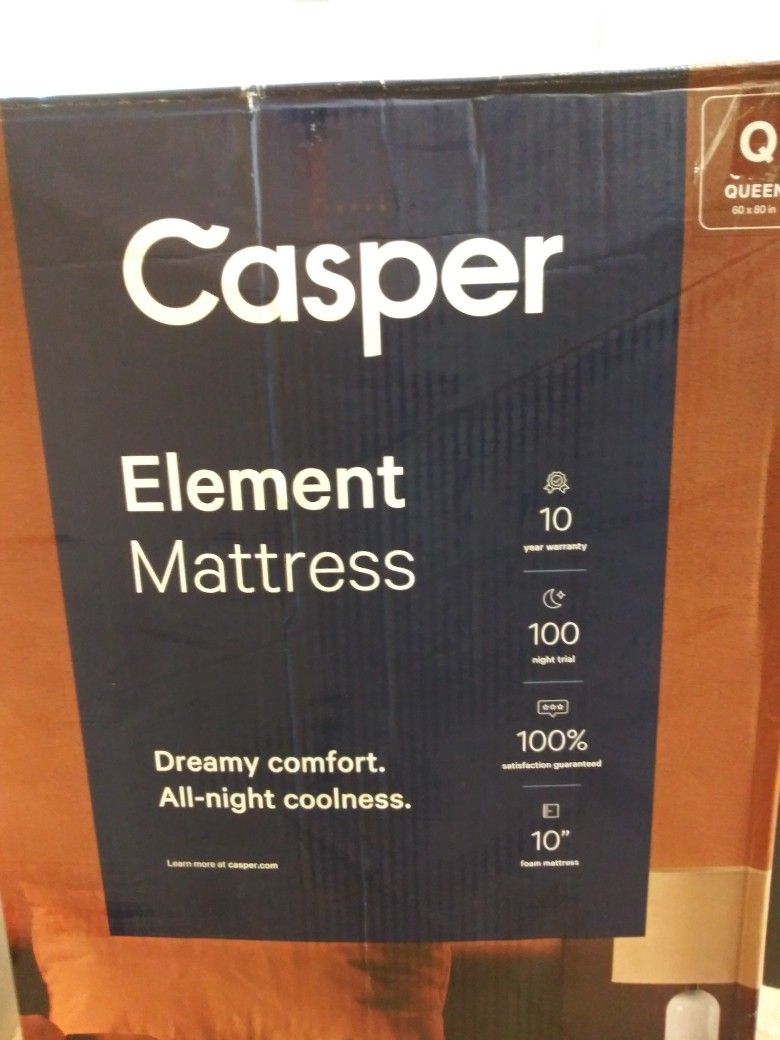 Q
QUEEN
60 x 80 in
Casper
Element
Mattress
10
year warranty
100
night trial
100%
satisfaction guaranteed
10”
foam mattress
Dreamy comfort.
All-night coolness.
Learn more at casper.com